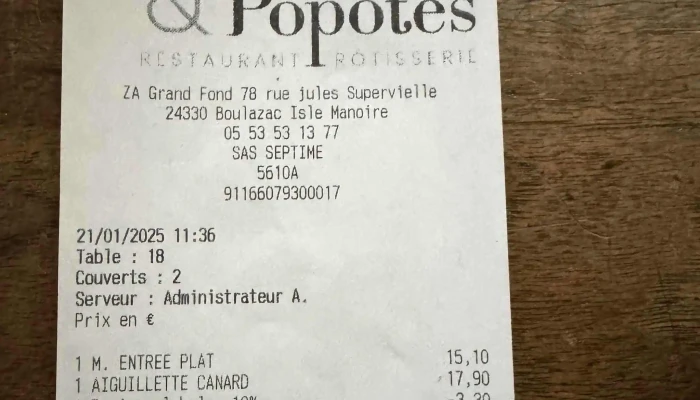 & Popotes
RESTAURANT RÔTISSERIE
ZA Grand Fond 78 rue jules Supervielle
24330 Boulazac Isle Manoire
05 53 53 13 77
SAS SEPTIME
5610A
91166079300017
21/01/2025 11:36
Table : 18
Couverts : 2
Serveur : Administrateur A.
Prix en €
1 M. ENTREE PLAT 15,10
1 AIGUILLETTE CANARD 17,90